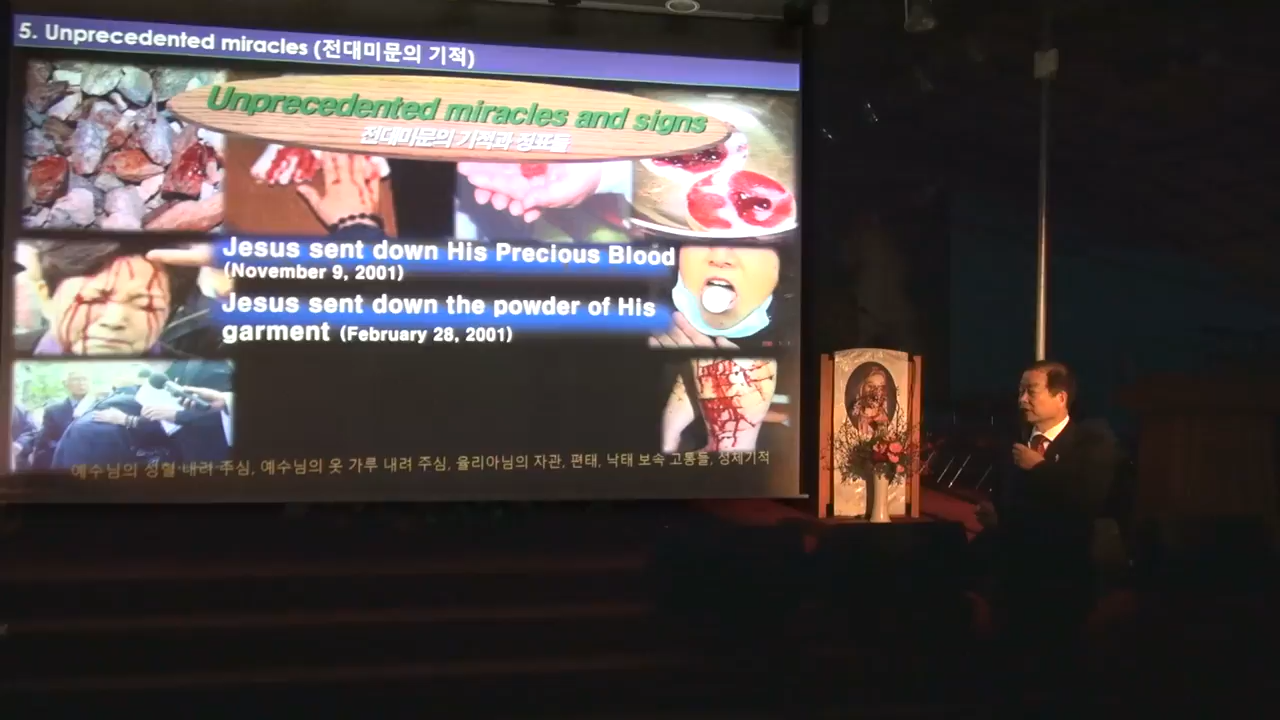 5. Unprecedented miracles (전대미문의 기적)
Unprecedented miracles and signs
전대미문의 기적과 징표들
Jesus sent down His Precious Blood
(November 9, 2001)
Jesus sent down the powder of His
garment (February 28, 2001)
예수님의 성혈 내려 주심, 예수님의 옷 가루 내려 주심, 율리아님의 자관, 편태, 낙태 보속 고통들, 성체기적